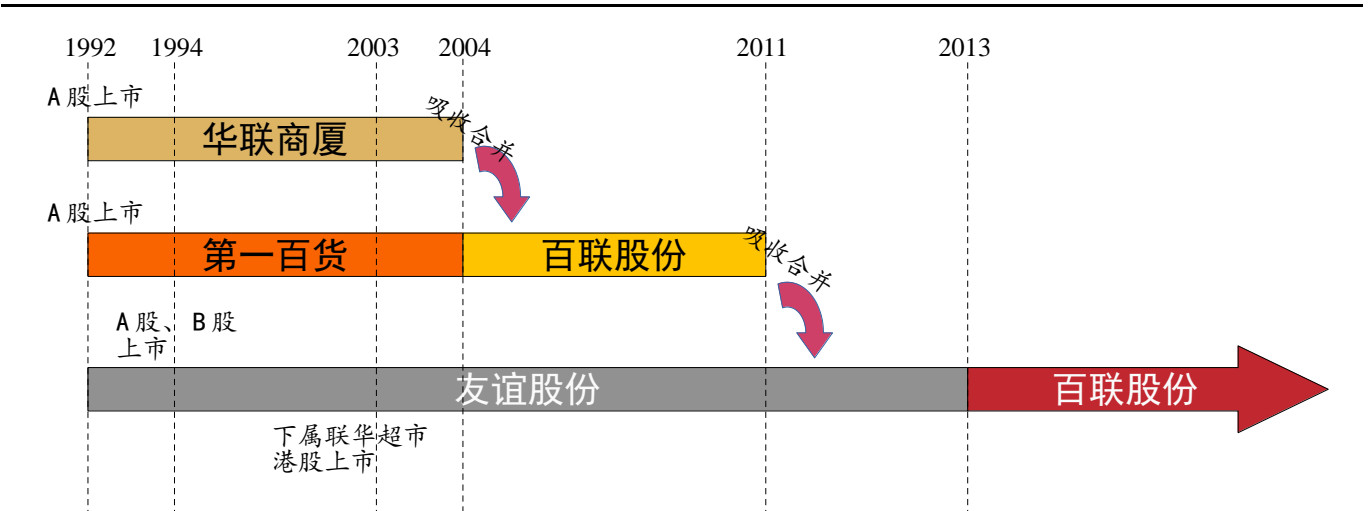 1992 1994 2003 2004 2011 2013
A股上市
华联商厦
吸收合并
A股上市
第一百货
百联股份
吸收合并
A股、B股
上市
友谊股份
百联股份
下属联华超市
港股上市